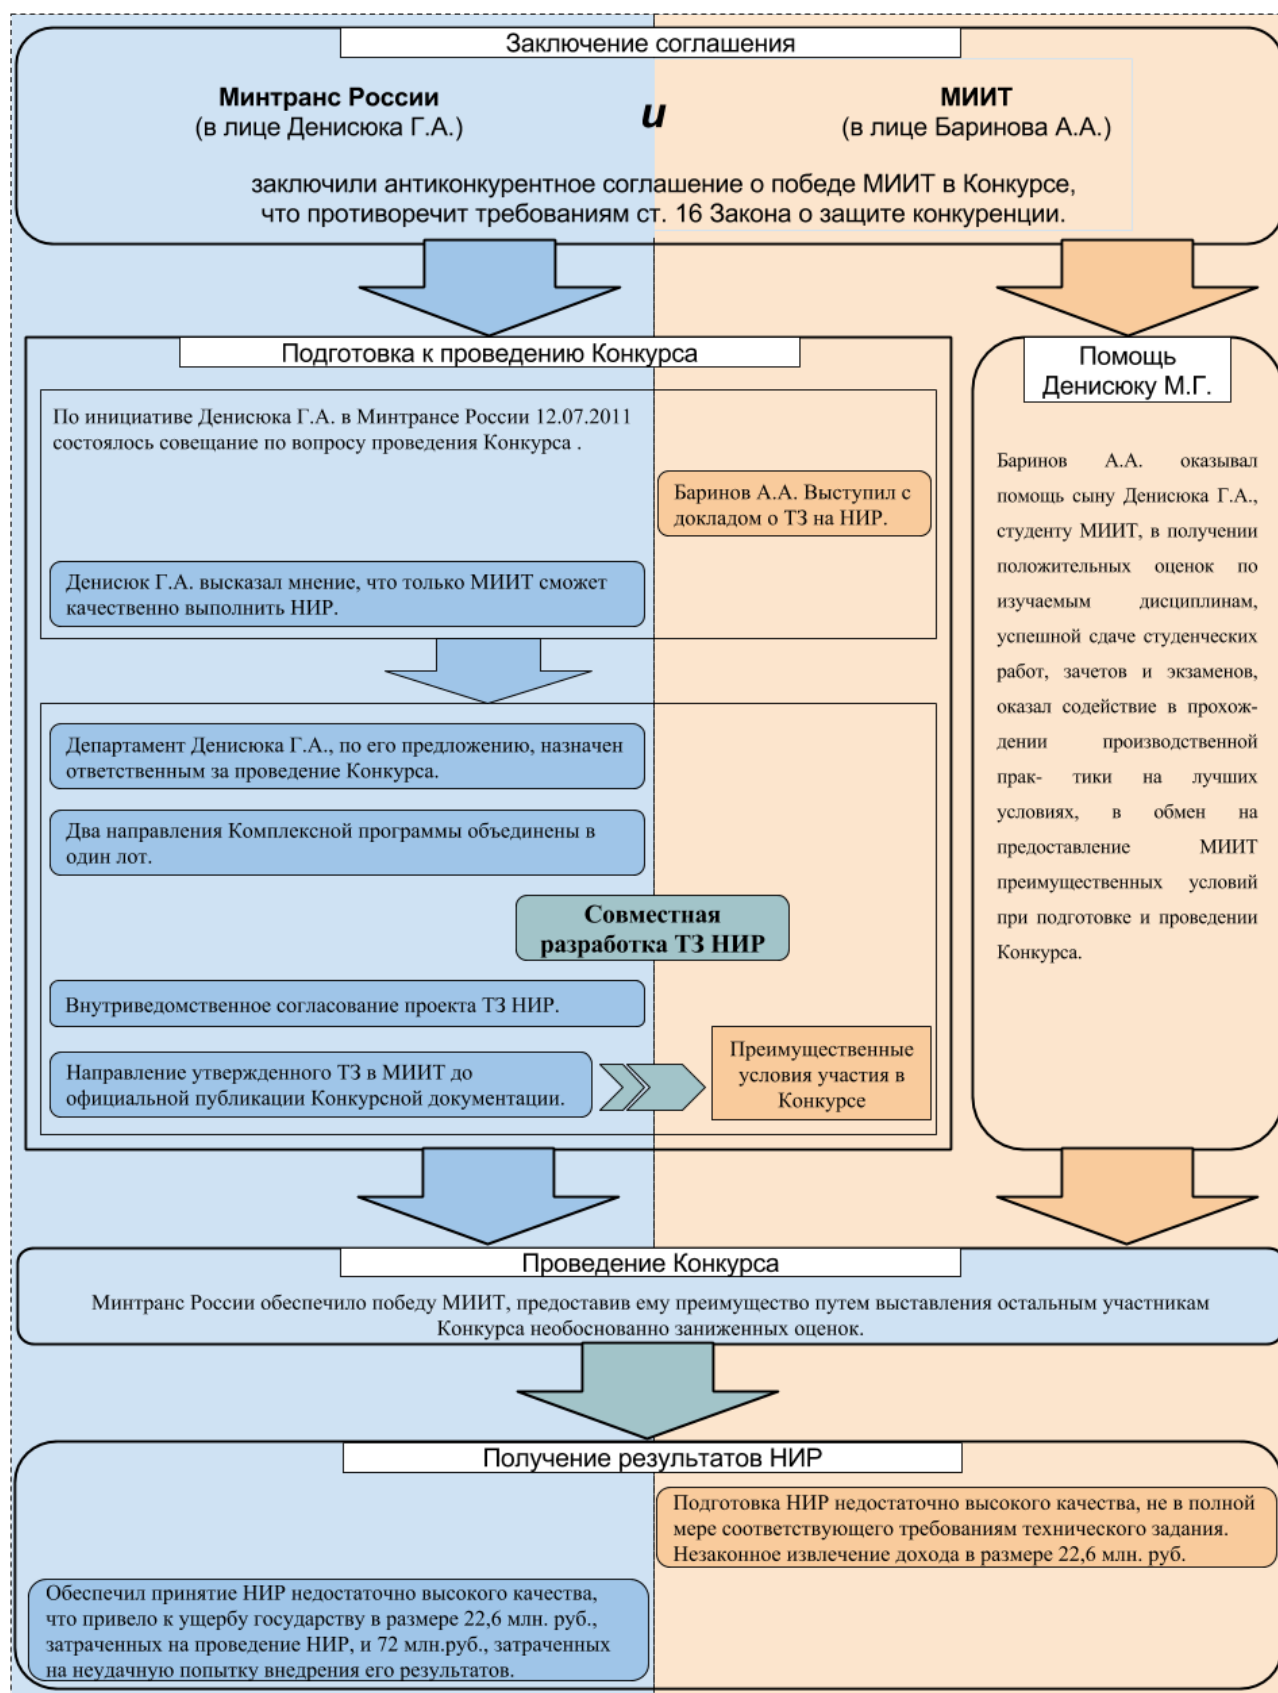 Заключение соглашения
Минтранс России
(в лице Денисюка Г.А.)
и
МИИТ
(в лице Баринова А.А.)
заключили антиконкурентное соглашение о победе МИИТ в Конкурсе,
что противоречит требованиям ст. 16 Закона о защите конкуренции.
Подготовка к проведению Конкурса
По инициативе Денисюка Г.А. в Минтрансе России 12.07.2011
состоялось совещание по вопросу проведения Конкурса .
Баринов А.А. Выступил с
докладом о ТЗ на НИР.
Денисюк Г.А. высказал мнение, что только МИИТ сможет
качественно выполнить НИР.
Департамент Денисюка Г.А., по его предложению, назначен
ответственным за проведение Конкурса.
Два направления Комплексной программы объединены в
один лот.
Совместная
разработка ТЗ НИР
Внутриведомственное согласование проекта ТЗ НИР.
Направление утвержденного ТЗ в МИИТ до
официальной публикации Конкурсной документации.
Преимущественные
условия участия в
Конкурсе
Помощь
Денисюку М.Г.
Баринов А.А. оказывал
помощь сыну Денисюка Г.А.,
студенту МИИТ, в получении
положительных оценок по
изучаемым дисциплинам,
успешной сдаче студенческих
работ, зачетов и экзаменов,
оказал содействие в прохож-
дении производственной
прак- тики на лучших
условиях, в обмен на
предоставление МИИТ
преимущественных условий
при подготовке и проведении
Конкурса.
Проведение Конкурса
Минтранс России обеспечило победу МИИТ, предоставив ему преимущество путем выставления остальным участникам
Конкурса необоснованно заниженных оценок.
Получение результатов НИР
Подготовка НИР недостаточно высокого качества, не в полной
мере соответствующего требованиям технического задания.
Незаконное извлечение дохода в размере 22,6 млн. руб.
Обеспечил принятие НИР недостаточно высокого качества,
что привело к ущербу государству в размере 22,6 млн. руб.,
затраченных на проведение НИР, и 72 млн.руб., затраченных
на неудачную попытку внедрения его результатов.